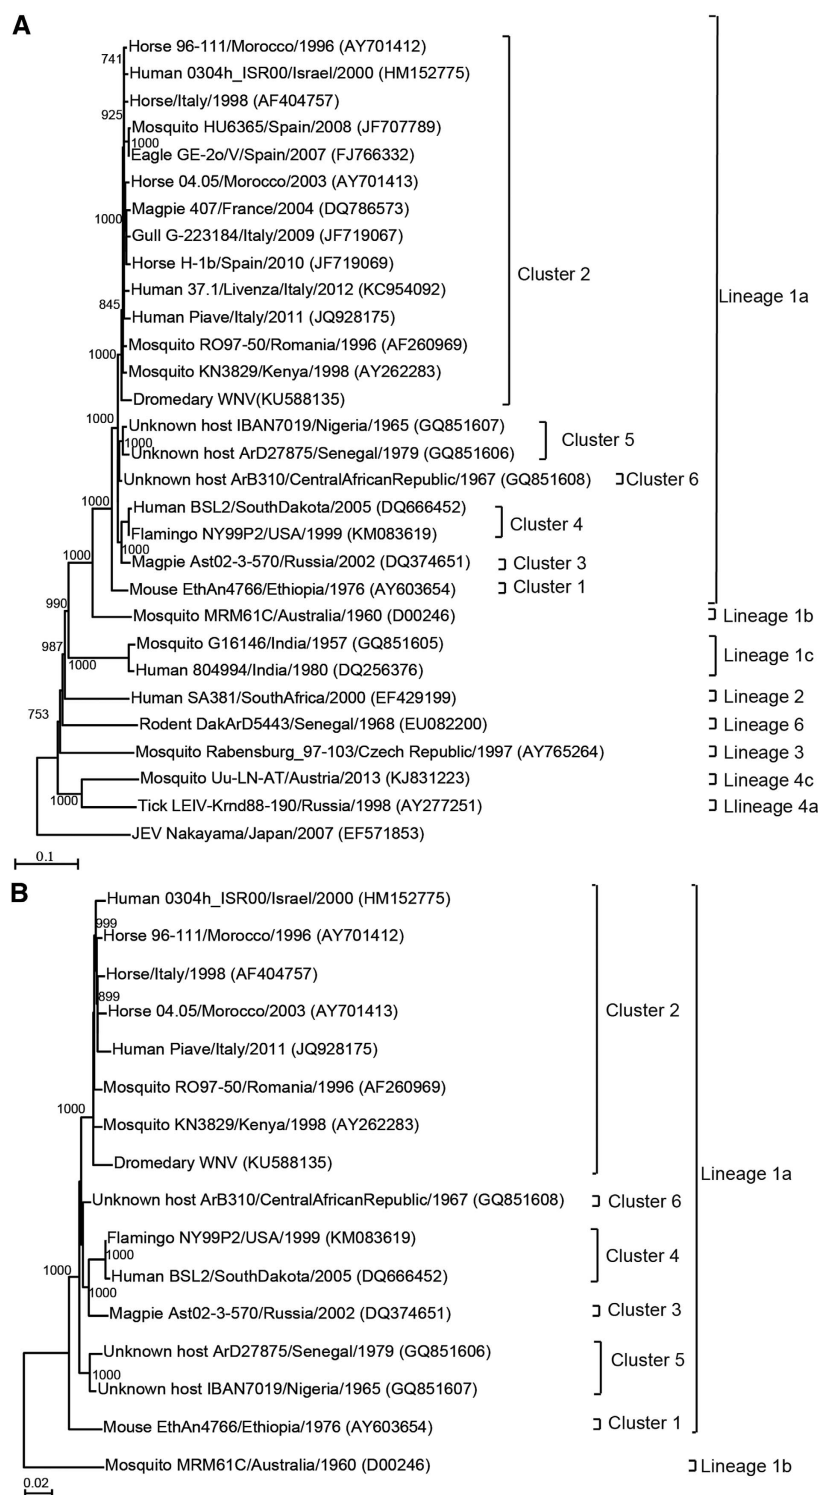 A
Horse 96-111/Morocco/1996 (AY701412)
741
Human 0304h_ISR00/Israel/2000 (HM152775)
Horse/Italy/1998 (AF404757)
925
Mosquito HU6365/Spain/2008 (JF707789)
1000
Eagle GE-2o/V/Spain/2007 (FJ766332)
Horse 04.05/Morocco/2003 (AY701413)
Magpie 407/France/2004 (DQ786573)
1000
Gull G-223184/Italy/2009 (JF719067)
Horse H-1b/Spain/2010 (JF719069)
Cluster 2
Human 37.1/Livenza/Italy/2012 (KC954092)
Lineage 1a
845
Human Piave/Italy/2011 (JQ928175)
Mosquito RO97-50/Romania/1996 (AF260969)
1000
Mosquito KN3829/Kenya/1998 (AY262283)
Dromedary WNV(KU588135)
1000
Unknown host IBAN7019/Nigeria/1965 (GQ851607)
1000
Cluster 5
Unknown host ArD27875/Senegal/1979 (GQ851606)
Unknown host ArB310/CentralAfricanRepublic/1967 (GQ851608)
Cluster 6
1000
Human BSL2/SouthDakota/2005 (DQ666452)
Cluster 4
Flamingo NY99P2/USA/1999 (KM083619)
1000
1000
Magpie Ast02-3-570/Russia/2002 (DQ374651)
Cluster 3
Mouse EthAn4766/Ethiopia/1976 (AY603654)
Cluster 1
990
Mosquito MRM61C/Australia/1960 (D00246)
Lineage 1b
987
Mosquito G16146/India/1957 (GQ851605)
Lineage 1c
1000
Human 804994/India/1980 (DQ256376)
Human SA381/SouthAfrica/2000 (EF429199)
Lineage 2
753
Rodent DakArD5443/Senegal/1968 (EU082200)
Lineage 6
Mosquito Rabensburg_97-103/Czech Republic/1997 (AY765264)
Lineage 3
Mosquito Uu-LN-AT/Austria/2013 (KJ831223)
Lineage 4c
1000
Tick LEIV-Krnd88-190/Russia/1998 (AY277251)
Llineage 4a
JEV Nakayama/Japan/2007 (EF571853)
0.1
B
Human 0304h_ISR00/Israel/2000 (HM152775)
999
Horse 96-111/Morocco/1996 (AY701412)
Horse/Italy/1998 (AF404757)
899
Horse 04.05/Morocco/2003 (AY701413)
Cluster 2
Human Piave/Italy/2011 (JQ928175)
Mosquito RO97-50/Romania/1996 (AF260969)
1000
Mosquito KN3829/Kenya/1998 (AY262283)
Dromedary WNV (KU588135)
Lineage 1a
Unknown host ArB310/CentralAfricanRepublic/1967 (GQ851608)
Cluster 6
Flamingo NY99P2/USA/1999 (KM083619)
1000
Cluster 4
1000
Human BSL2/SouthDakota/2005 (DQ666452)
1000
Magpie Ast02-3-570/Russia/2002 (DQ374651)
Cluster 3
Unknown host ArD27875/Senegal/1979 (GQ851606)
Cluster 5
1000
Unknown host IBAN7019/Nigeria/1965 (GQ851607)
Mouse EthAn4766/Ethiopia/1976 (AY603654)
Cluster 1
Mosquito MRM61C/Australia/1960 (D00246)
Lineage 1b
0.02